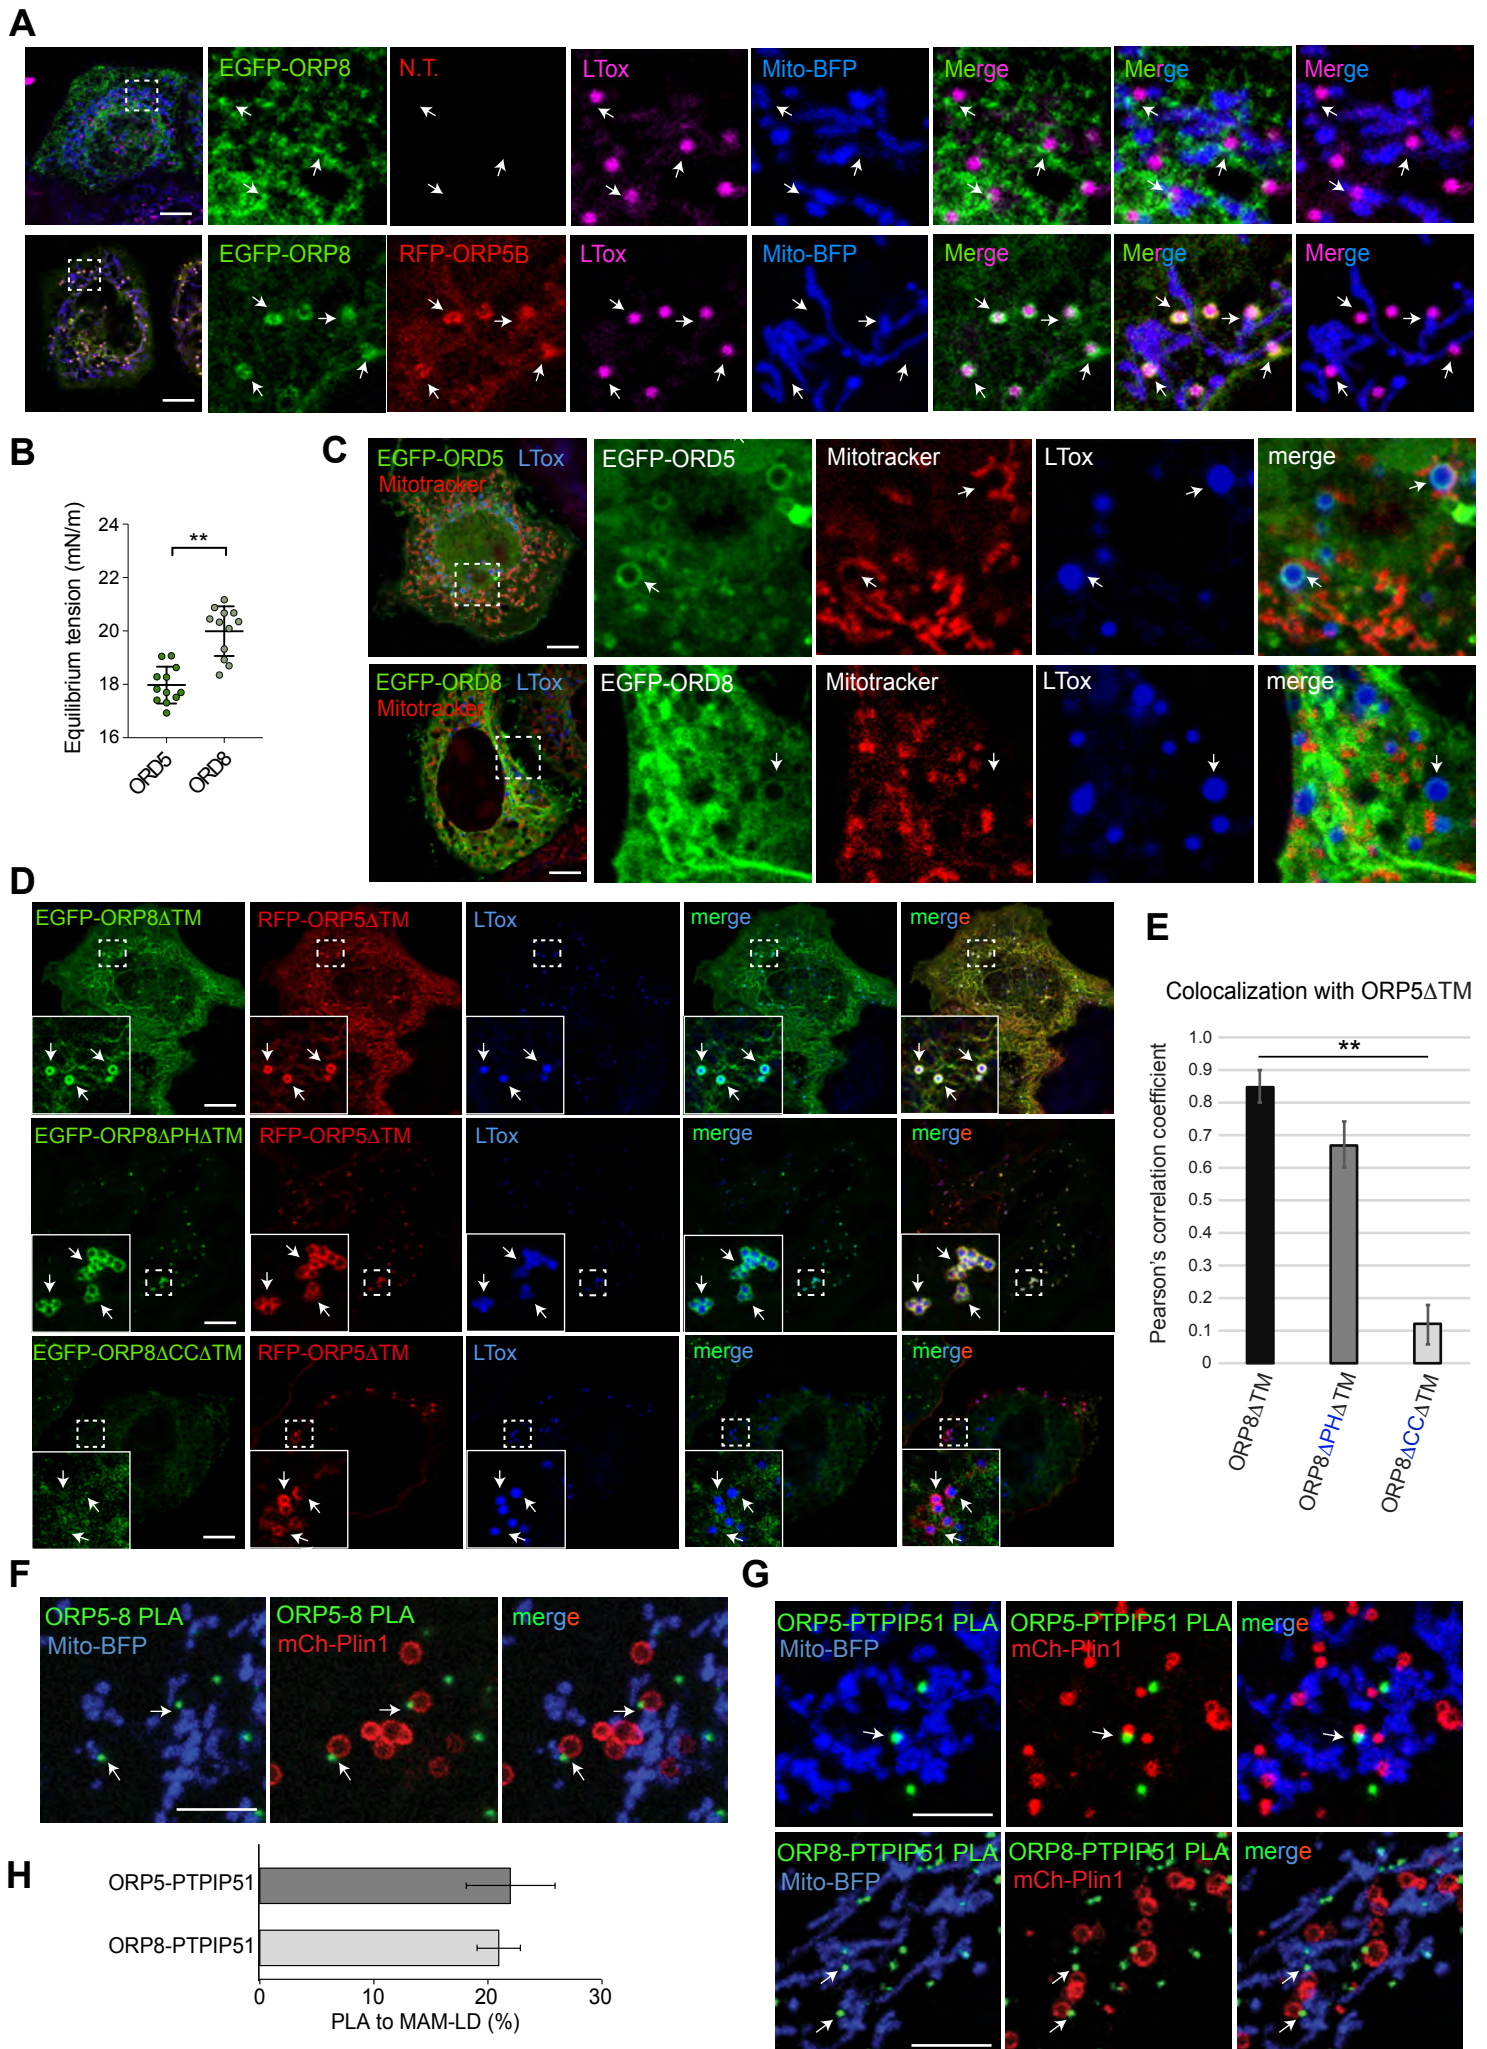 A
EGFP-ORP8
N.T.
LTox
Mito-BFP
Merge
Merge
Merge
EGFP-ORP8
RFP-ORP5B
LTox
Mito-BFP
Merge
Merge
Merge
B
Equilibrium tension (mN/m)
24
22
20
18
16
**
ORD5
ORD8
C
EGFP-ORD5 LTox
Mitotracker
EGFP-ORD5
Mitotracker
LTox
merge
EGFP-ORD8 LTox
Mitotracker
EGFP-ORD8
Mitotracker
LTox
merge
D
EGFP-ORP8ΔTM
RFP-ORP5ΔTM
LTox
merge
merge
EGFP-ORP8ΔPHΔTM
RFP-ORP5ΔTM
LTox
merge
merge
EGFP-ORP8ΔCCΔTM
RFP-ORP5ΔTM
LTox
merge
merge
E
Colocalization with ORP5ΔTM
Pearson's correlation coefficient
1.0
0.9
0.8
0.7
0.6
0.5
0.4
0.3
0.2
0.1
0
**
ORP8ΔTM
ORP8ΔPHΔTM
ORP8ΔCCΔTM
F
ORP5-8 PLA
Mito-BFP
ORP5-8 PLA
mCh-Plin1
merge
G
ORP5-PTPIP51 PLA
Mito-BFP
ORP5-PTPIP51 PLA
mCh-Plin1
merge
ORP8-PTPIP51 PLA
Mito-BFP
ORP8-PTPIP51 PLA
mCh-Plin1
merge
H
ORP5-PTPIP51
ORP8-PTPIP51
0
10
20
30
PLA to MAM-LD (%)